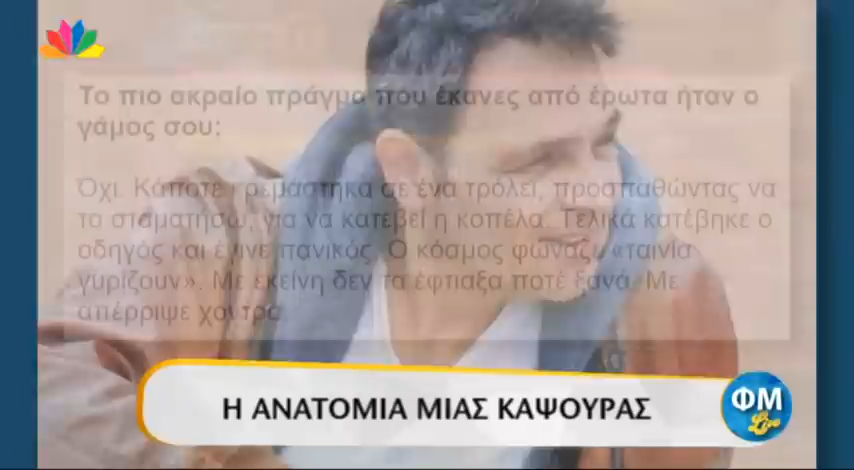 Το πιο ακραίο πράγμα που έκανες από έρωτα ήταν ο
γάμος σου;
Όχι. Κάποτε κρεμάστηκα σε ένα τρόλεϊ, προσπαθώντας να
το σταματήσω, για να κατεβεί η κοπέλα. Τελικά κατέβηκε ο
οδηγός και έγινε πανικός. Ο κόσμος φώναζε «ταινία
γυρίζουν». Με εκείνη δεν τα έφτιαξα ποτέ ξανά. Με
απέρριψε χοντρά.
Η ΑΝΑΤΟΜΙΑ ΜΙΑΣ ΚΑΨΟΥΡΑΣ
ΦΜ
Live